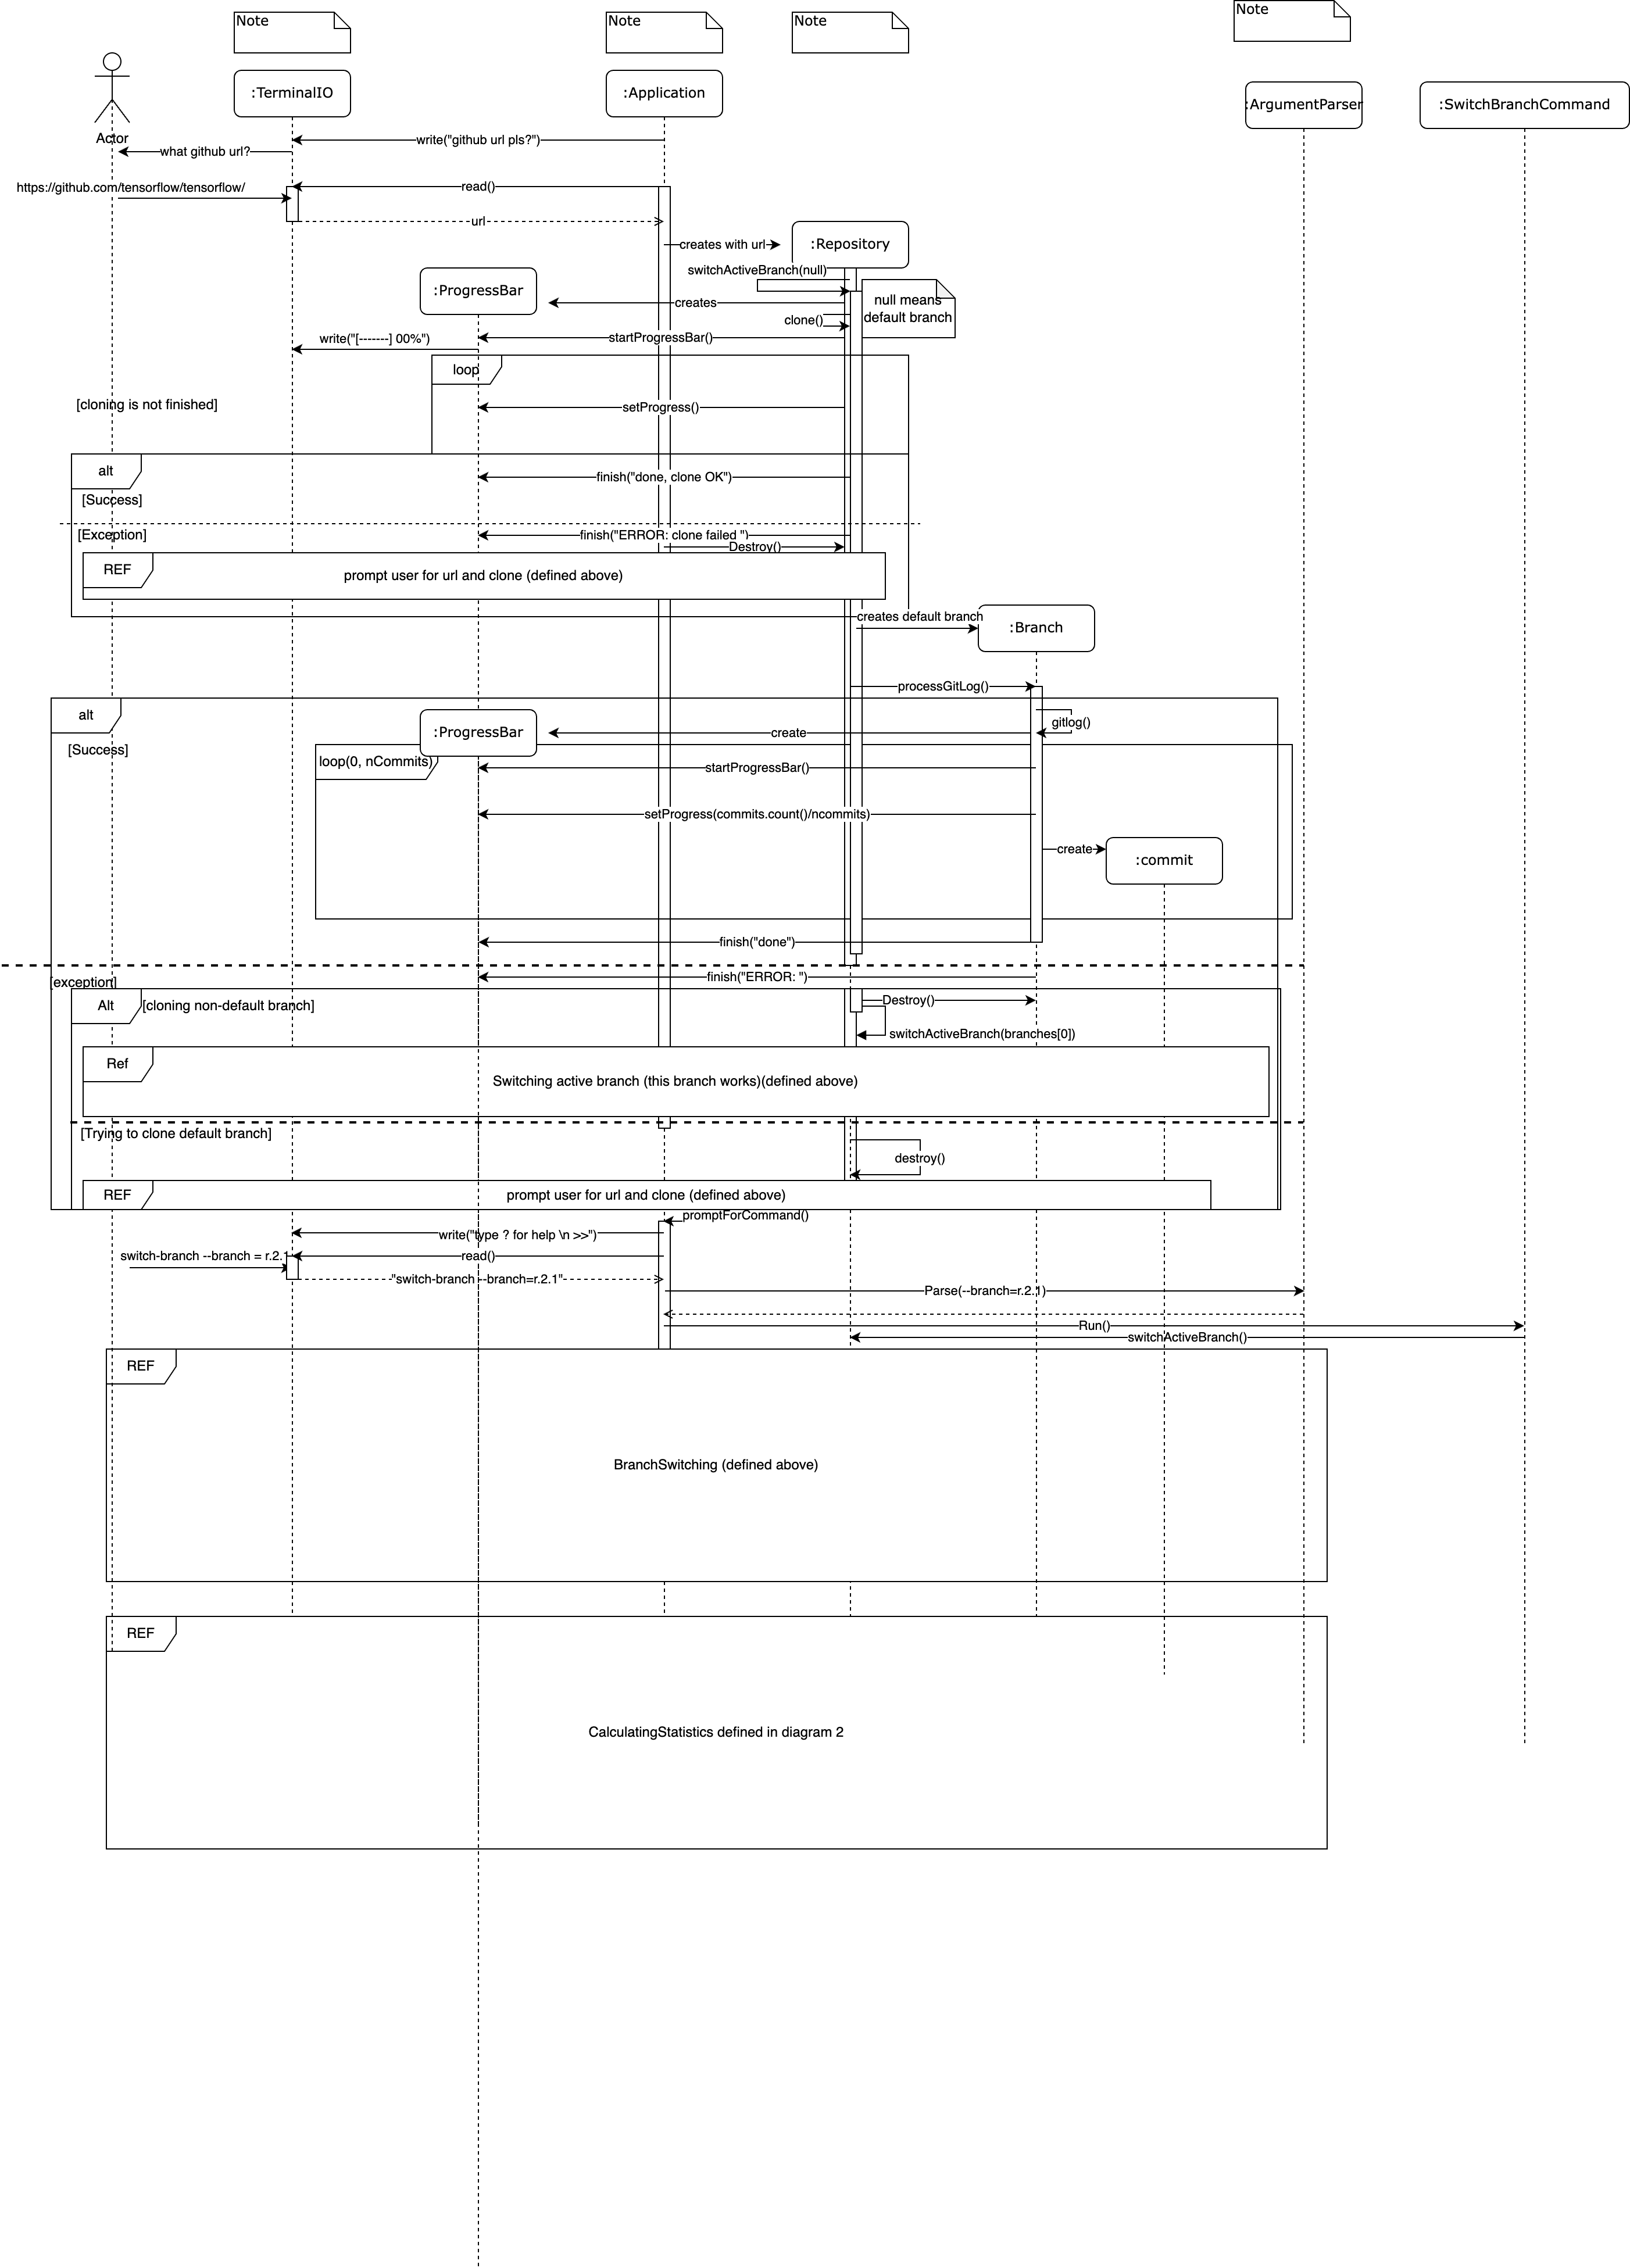 Note
Note
Note
Note
:TerminalIO
:Application
:ArgumentParser
:SwitchBranchCommand
Actor
write("github url pls?")
what github url?
https://github.com/tensorflow/tensorflow/
read()
url
creates with url
:Repository
switchActiveBranch(null)
:ProgressBar
creates
null means
default branch
clone()
write("[-------] 00%")
startProgressBar()
loop
[cloning is not finished]
setProgress()
alt
finish("done, clone OK")
[Success]
[Exception]
finish("ERROR: clone failed ")
Destroy()
REF
prompt user for url and clone (defined above)
creates default branch
:Branch
processGitLog()
alt
gitlog()
:ProgressBar
create
[Success]
loop(0, nCommits)
startProgressBar()
setProgress(commits.count()/ncommits)
create
:commit
finish("done")
[exception]
finish("ERROR: ")
Alt
[cloning non-default branch]
Destroy()
switchActiveBranch(branches[0])
Ref
Switching active branch (this branch works)(defined above)
[Trying to clone default branch]
destroy()
REF
prompt user for url and clone (defined above)
promptForCommand()
write("type ? for help \n >>")
switch-branch --branch = r.2.1
read()
"switch-branch --branch=r.2.1"
Parse(--branch=r.2.1)
Run()
switchActiveBranch()
REF
BranchSwitching (defined above)
REF
CalculatingStatistics defined in diagram 2